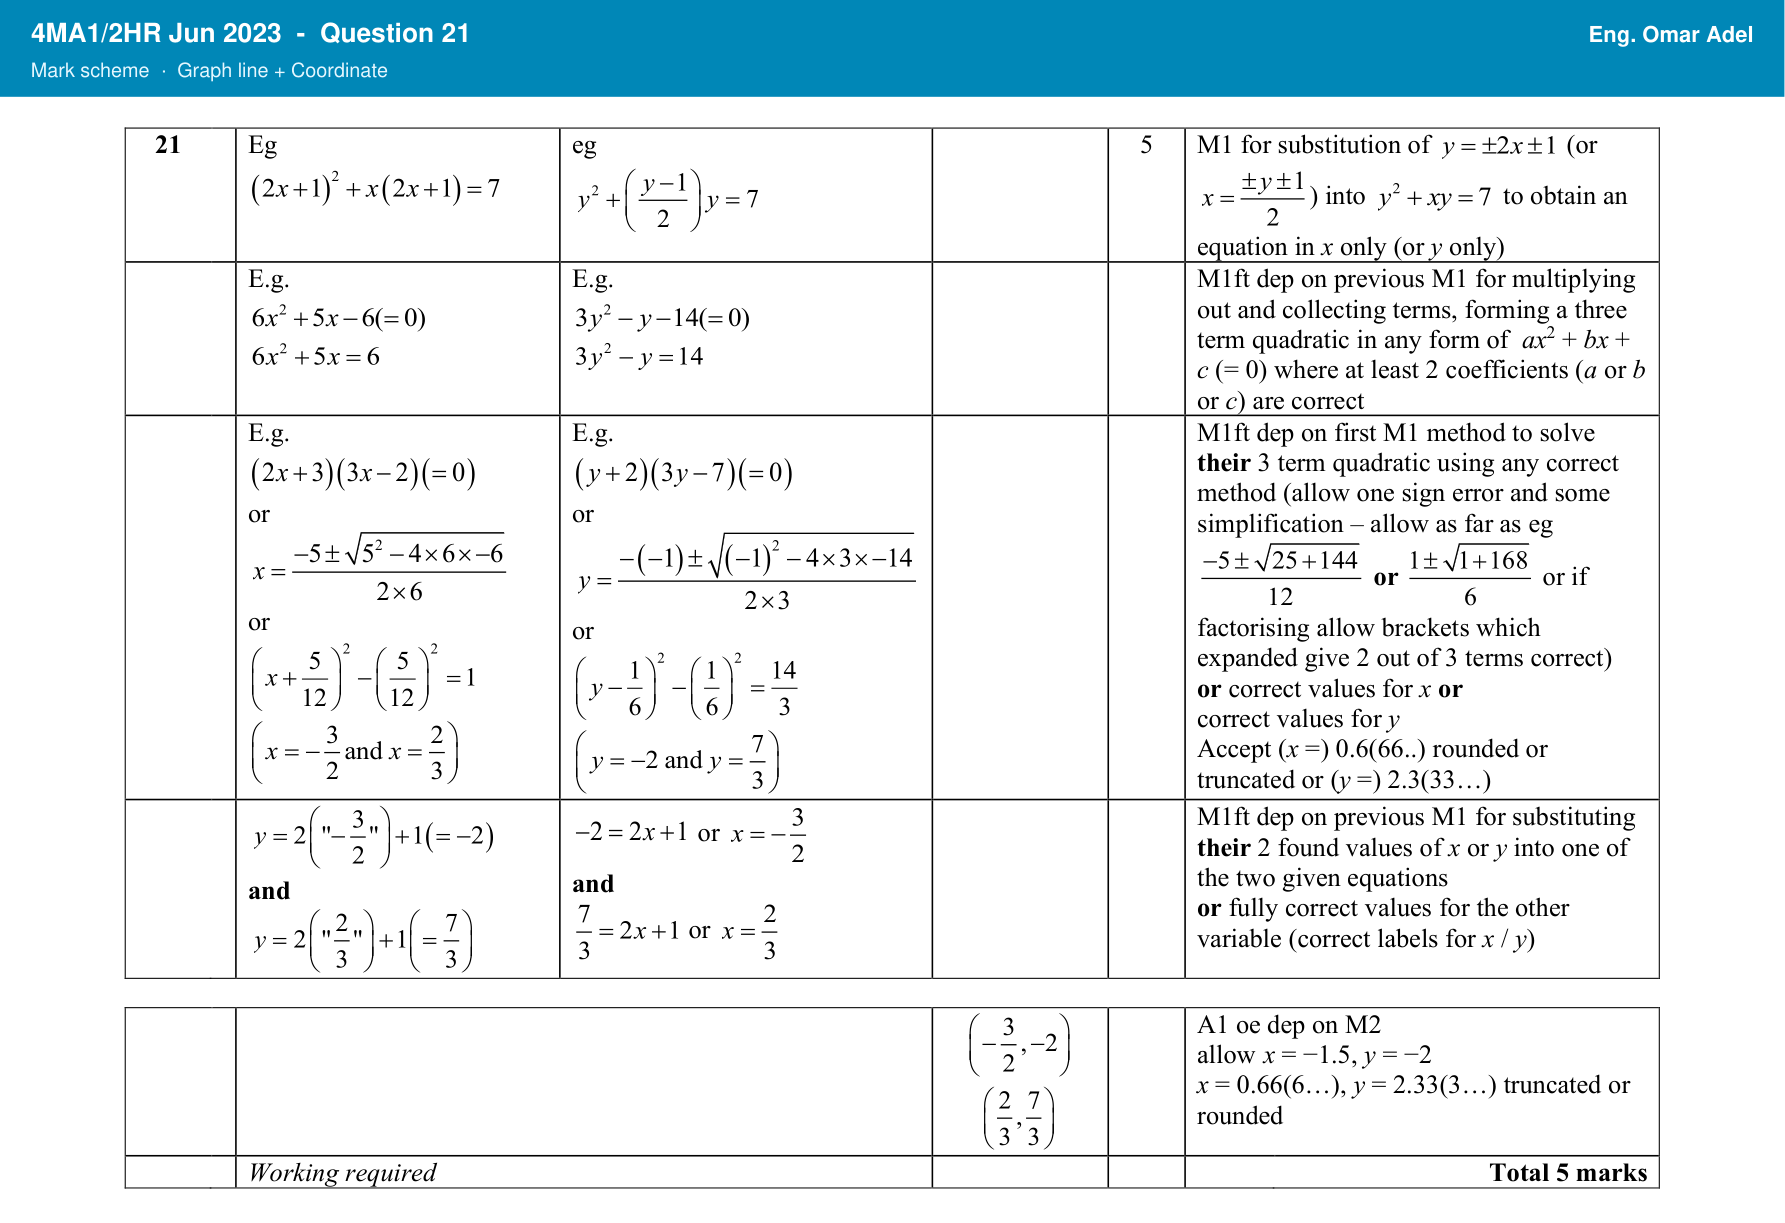 4MA1/2HR Jun 2023 - Question 21
Eng. Omar Adel
Mark scheme · Graph line + Coordinate
21
Eg
(2x+1)² + x(2x+1) = 7
eg
y² + ((y−1)/2)y = 7
5
M1 for substitution of y = ±2x ± 1 (or
x = (±y±1)/2 ) into y² + xy = 7 to obtain an
equation in x only (or y only)
E.g.
6x² + 5x − 6(= 0)
6x² + 5x = 6
E.g.
3y² − y − 14(= 0)
3y² − y = 14
M1ft dep on previous M1 for multiplying
out and collecting terms, forming a three
term quadratic in any form of ax² + bx +
c (= 0) where at least 2 coefficients (a or b
or c) are correct
E.g.
(2x+3)(3x−2)(= 0)
or
x = (−5 ± √(5² − 4×6×−6))/(2×6)
or
(x + 5/12)² − (5/12)² = 1
(x = −3/2 and x = 2/3)
E.g.
(y+2)(3y−7)(= 0)
or
y = (−(−1) ± √((−1)² − 4×3×−14))/(2×3)
or
(y − 1/6)² − (1/6)² = 14/3
(y = −2 and y = 7/3)
M1ft dep on first M1 method to solve
their 3 term quadratic using any correct
method (allow one sign error and some
simplification – allow as far as eg
(−5 ± √(25+144))/12 or (1 ± √(1+168))/6 or if
factorising allow brackets which
expanded give 2 out of 3 terms correct)
or correct values for x or
correct values for y
Accept (x =) 0.6(66..) rounded or
truncated or (y =) 2.3(33…)
y = 2("−3/2") + 1(= −2)
and
y = 2("2/3") + 1(= 7/3)
−2 = 2x + 1 or x = −3/2
and
7/3 = 2x + 1 or x = 2/3
M1ft dep on previous M1 for substituting
their 2 found values of x or y into one of
the two given equations
or fully correct values for the other
variable (correct labels for x / y)
(−3/2, −2)
(2/3, 7/3)
A1 oe dep on M2
allow x = −1.5, y = −2
x = 0.66(6…), y = 2.33(3…) truncated or
rounded
Working required
Total 5 marks